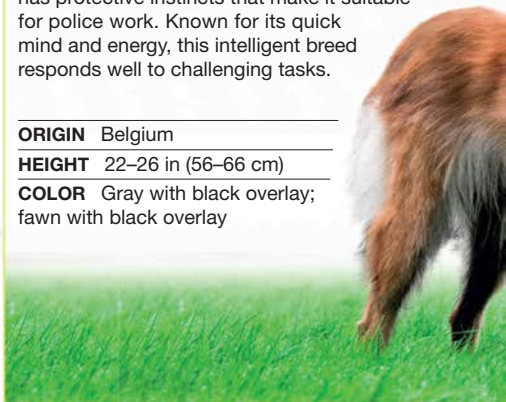 has protective instincts that make it suitable
for police work. Known for its quick
mind and energy, this intelligent breed
responds well to challenging tasks.
ORIGIN Belgium
HEIGHT 22–26 in (56–66 cm)
COLOR Gray with black overlay;
fawn with black overlay